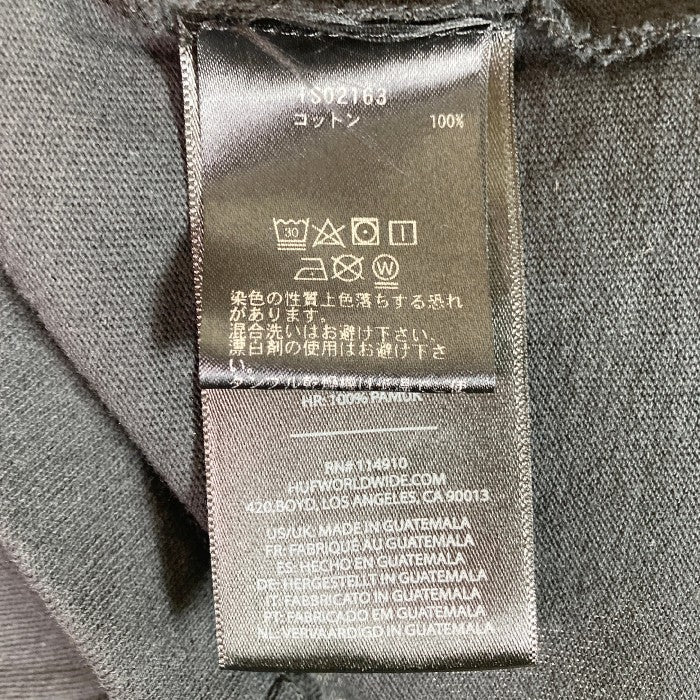 TS02163
コットン 100%
30
W
染色の性質上色落ちする恐れ
があります。
混合洗いはお避け下さい。
漂白剤の使用はお避け下さい。
HR: 100% PAMUK
RN#114910
HUFWORLDWIDE.COM
420 BOYD, LOS ANGELES, CA 90013
US/UK: MADE IN GUATEMALA
FR: FABRIQUÉ AU GUATEMALA
ES: HECHO EN GUATEMALA
DE: HERGESTELLT IN GUATEMALA
IT: FABBRICATO IN GUATEMALA
PT: FABRICADO EM GUATEMALA
NL: VERVAARDIGD IN GUATEMALA